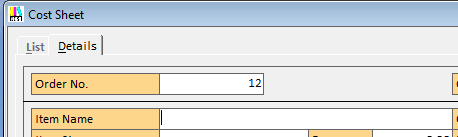 Cost Sheet
List Details
Order No. 12
Item Name